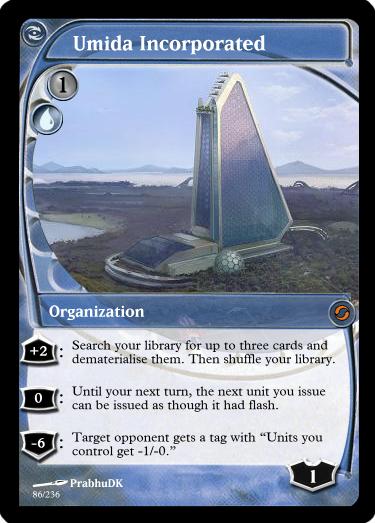 Umida Incorporated
1
Organization
+2 : Search your library for up to three cards and
dematerialise them. Then shuffle your library.
0 : Until your next turn, the next unit you issue
can be issued as though it had flash.
-6 : Target opponent gets a tag with “Units you
control get -1/-0.”
1
PrabhuDK
86/236